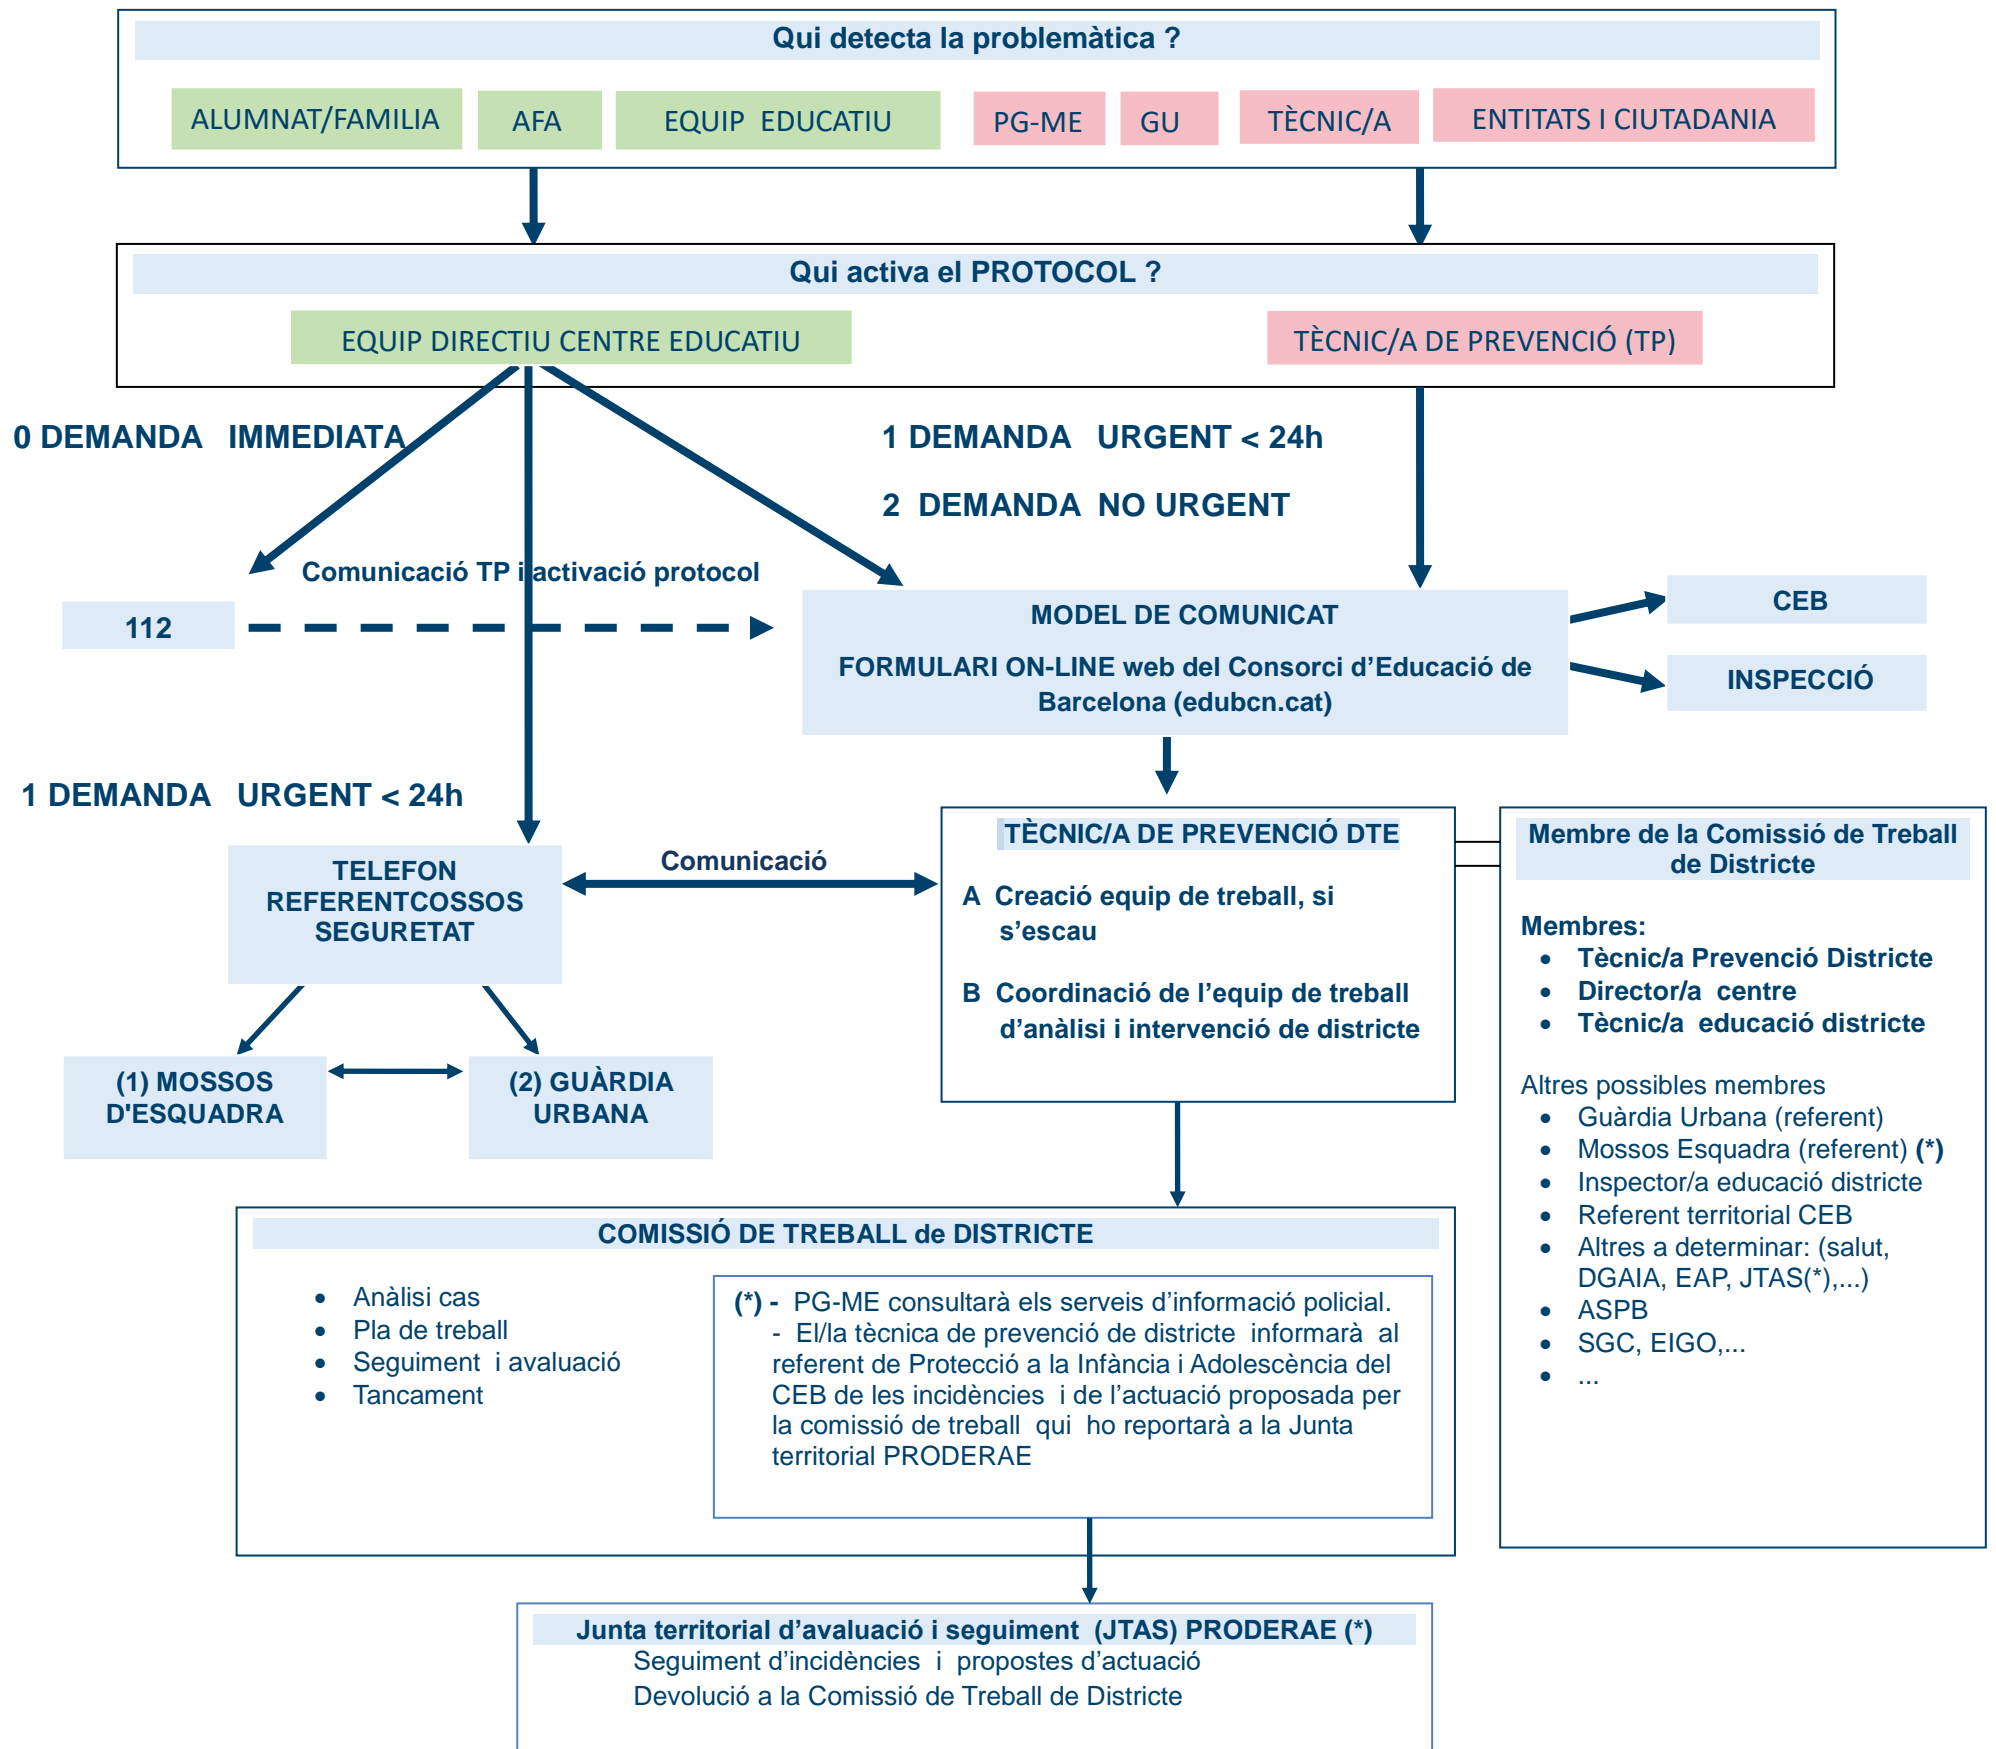 Qui detecta la problemàtica ?
ALUMNAT/FAMILIA
AFA
EQUIP EDUCATIU
PG-ME
GU
TÈCNIC/A
ENTITATS I CIUTADANIA
Qui activa el PROTOCOL ?
EQUIP DIRECTIU CENTRE EDUCATIU
TÈCNIC/A DE PREVENCIÓ (TP)
0 DEMANDA IMMEDIATA
1 DEMANDA URGENT < 24h
2 DEMANDA NO URGENT
Comunicació TP i activació protocol
112
MODEL DE COMUNICAT
FORMULARI ON-LINE web del Consorci d’Educació de
Barcelona (edubcn.cat)
CEB
INSPECCIÓ
1 DEMANDA URGENT < 24h
TELEFON
REFERENTCOSSOS
SEGURETAT
Comunicació
(1) MOSSOS
D'ESQUADRA
(2) GUÀRDIA
URBANA
TÈCNIC/A DE PREVENCIÓ DTE
A Creació equip de treball, si
s’escau
B Coordinació de l’equip de treball
d’anàlisi i intervenció de districte
Membre de la Comissió de Treball
de Districte
Membres:
• Tècnic/a Prevenció Districte
• Director/a centre
• Tècnic/a educació districte
Altres possibles membres
• Guàrdia Urbana (referent)
• Mossos Esquadra (referent) (*)
• Inspector/a educació districte
• Referent territorial CEB
• Altres a determinar: (salut,
DGAIA, EAP, JTAS(*),...)
• ASPB
• SGC, EIGO,...
• ...
COMISSIÓ DE TREBALL de DISTRICTE
• Anàlisi cas
• Pla de treball
• Seguiment i avaluació
• Tancament
(*) - PG-ME consultarà els serveis d’informació policial.
- El/la tècnica de prevenció de districte informarà al
referent de Protecció a la Infància i Adolescència del
CEB de les incidències i de l’actuació proposada per
la comissió de treball qui ho reportarà a la Junta
territorial PRODERAE
Junta territorial d’avaluació i seguiment (JTAS) PRODERAE (*)
Seguiment d’incidències i propostes d’actuació
Devolució a la Comissió de Treball de Districte